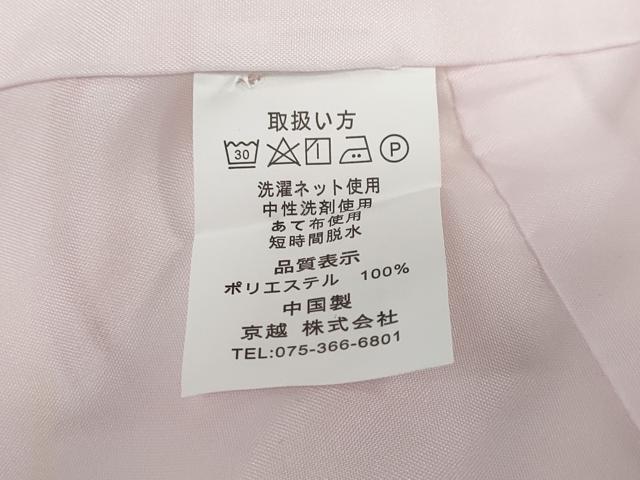 取扱い方
30 P
洗濯ネット使用
中性洗剤使用
あて布使用
短時間脱水
品質表示
ポリエステル 100%
中国製
京越 株式会社
TEL:075-366-6801